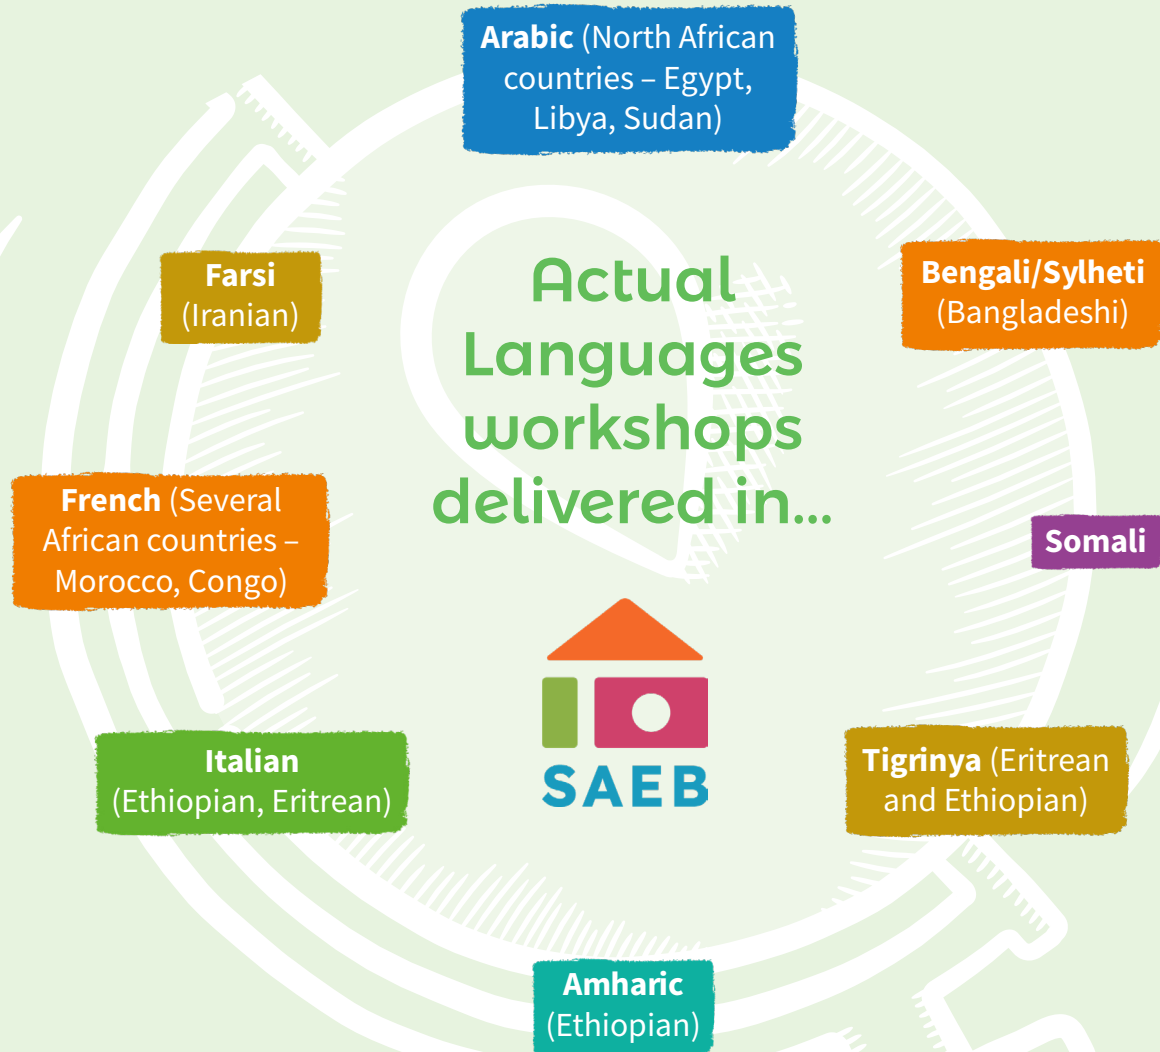 Arabic (North African
countries – Egypt,
Libya, Sudan)
Farsi
(Iranian)
Bengali/Sylheti
(Bangladeshi)
Actual
Languages
workshops
delivered in...
French (Several
African countries –
Morocco, Congo)
Somali
Italian
(Ethiopian, Eritrean)
SAEB
Tigrinya (Eritrean
and Ethiopian)
Amharic
(Ethiopian)